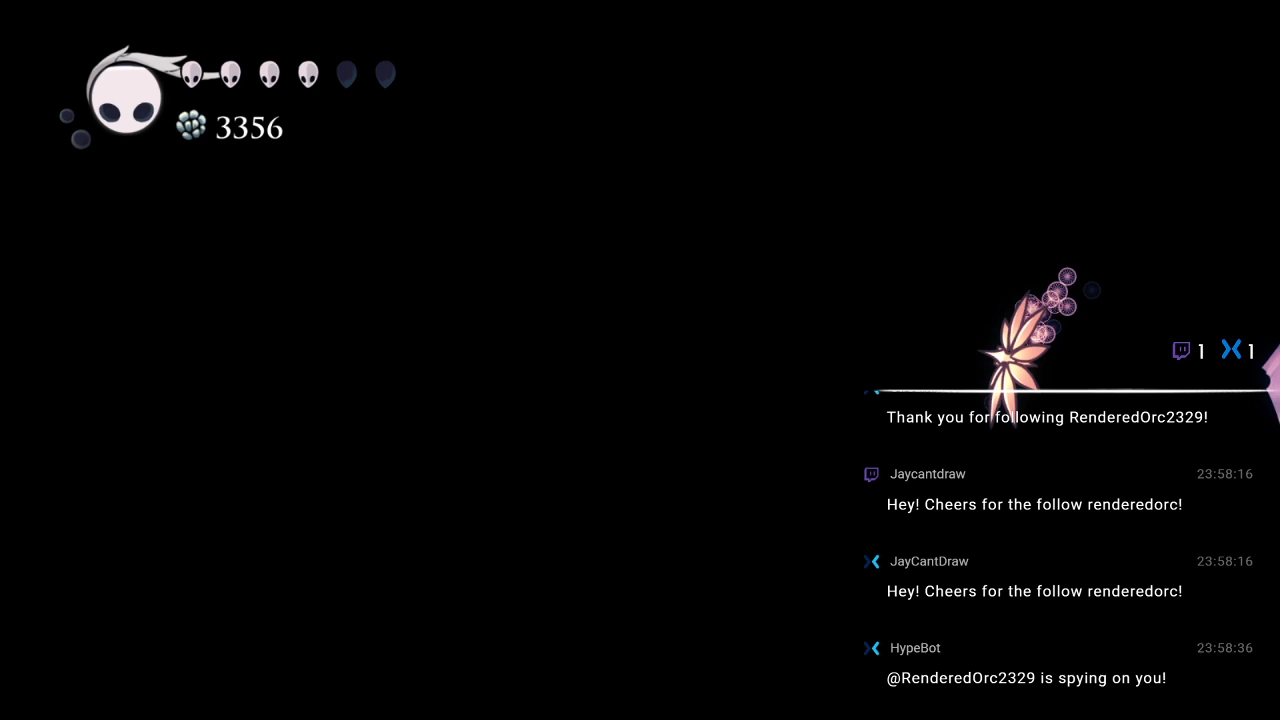 3356
1 1
Thank you for following RenderedOrc2329!
Jaycantdraw 23:58:16
Hey! Cheers for the follow renderedorc!
JayCantDraw 23:58:16
Hey! Cheers for the follow renderedorc!
HypeBot 23:58:36
@RenderedOrc2329 is spying on you!